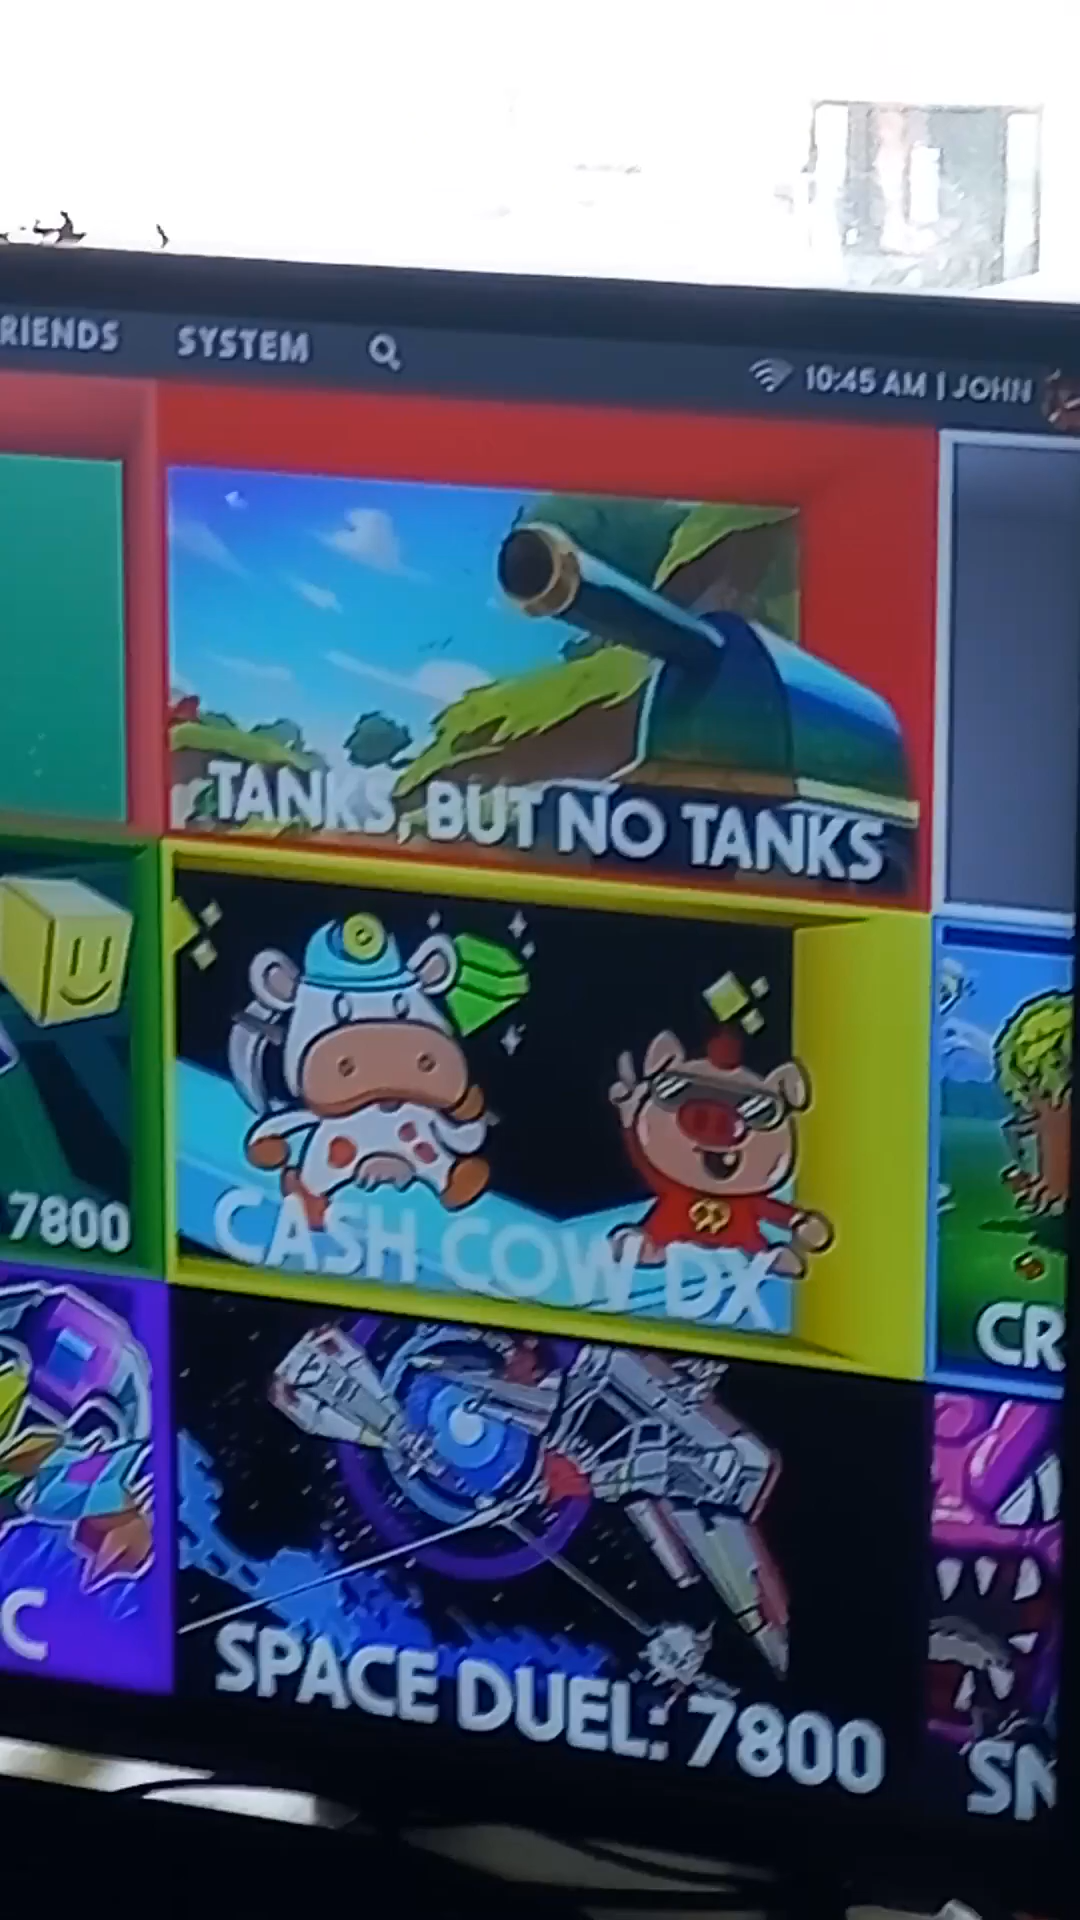 RIENDS SYSTEM 10:45 AM | JOHN
TANKS, BUT NO TANKS
7800
CASH COW DX
CR
C
SPACE DUEL: 7800
SN